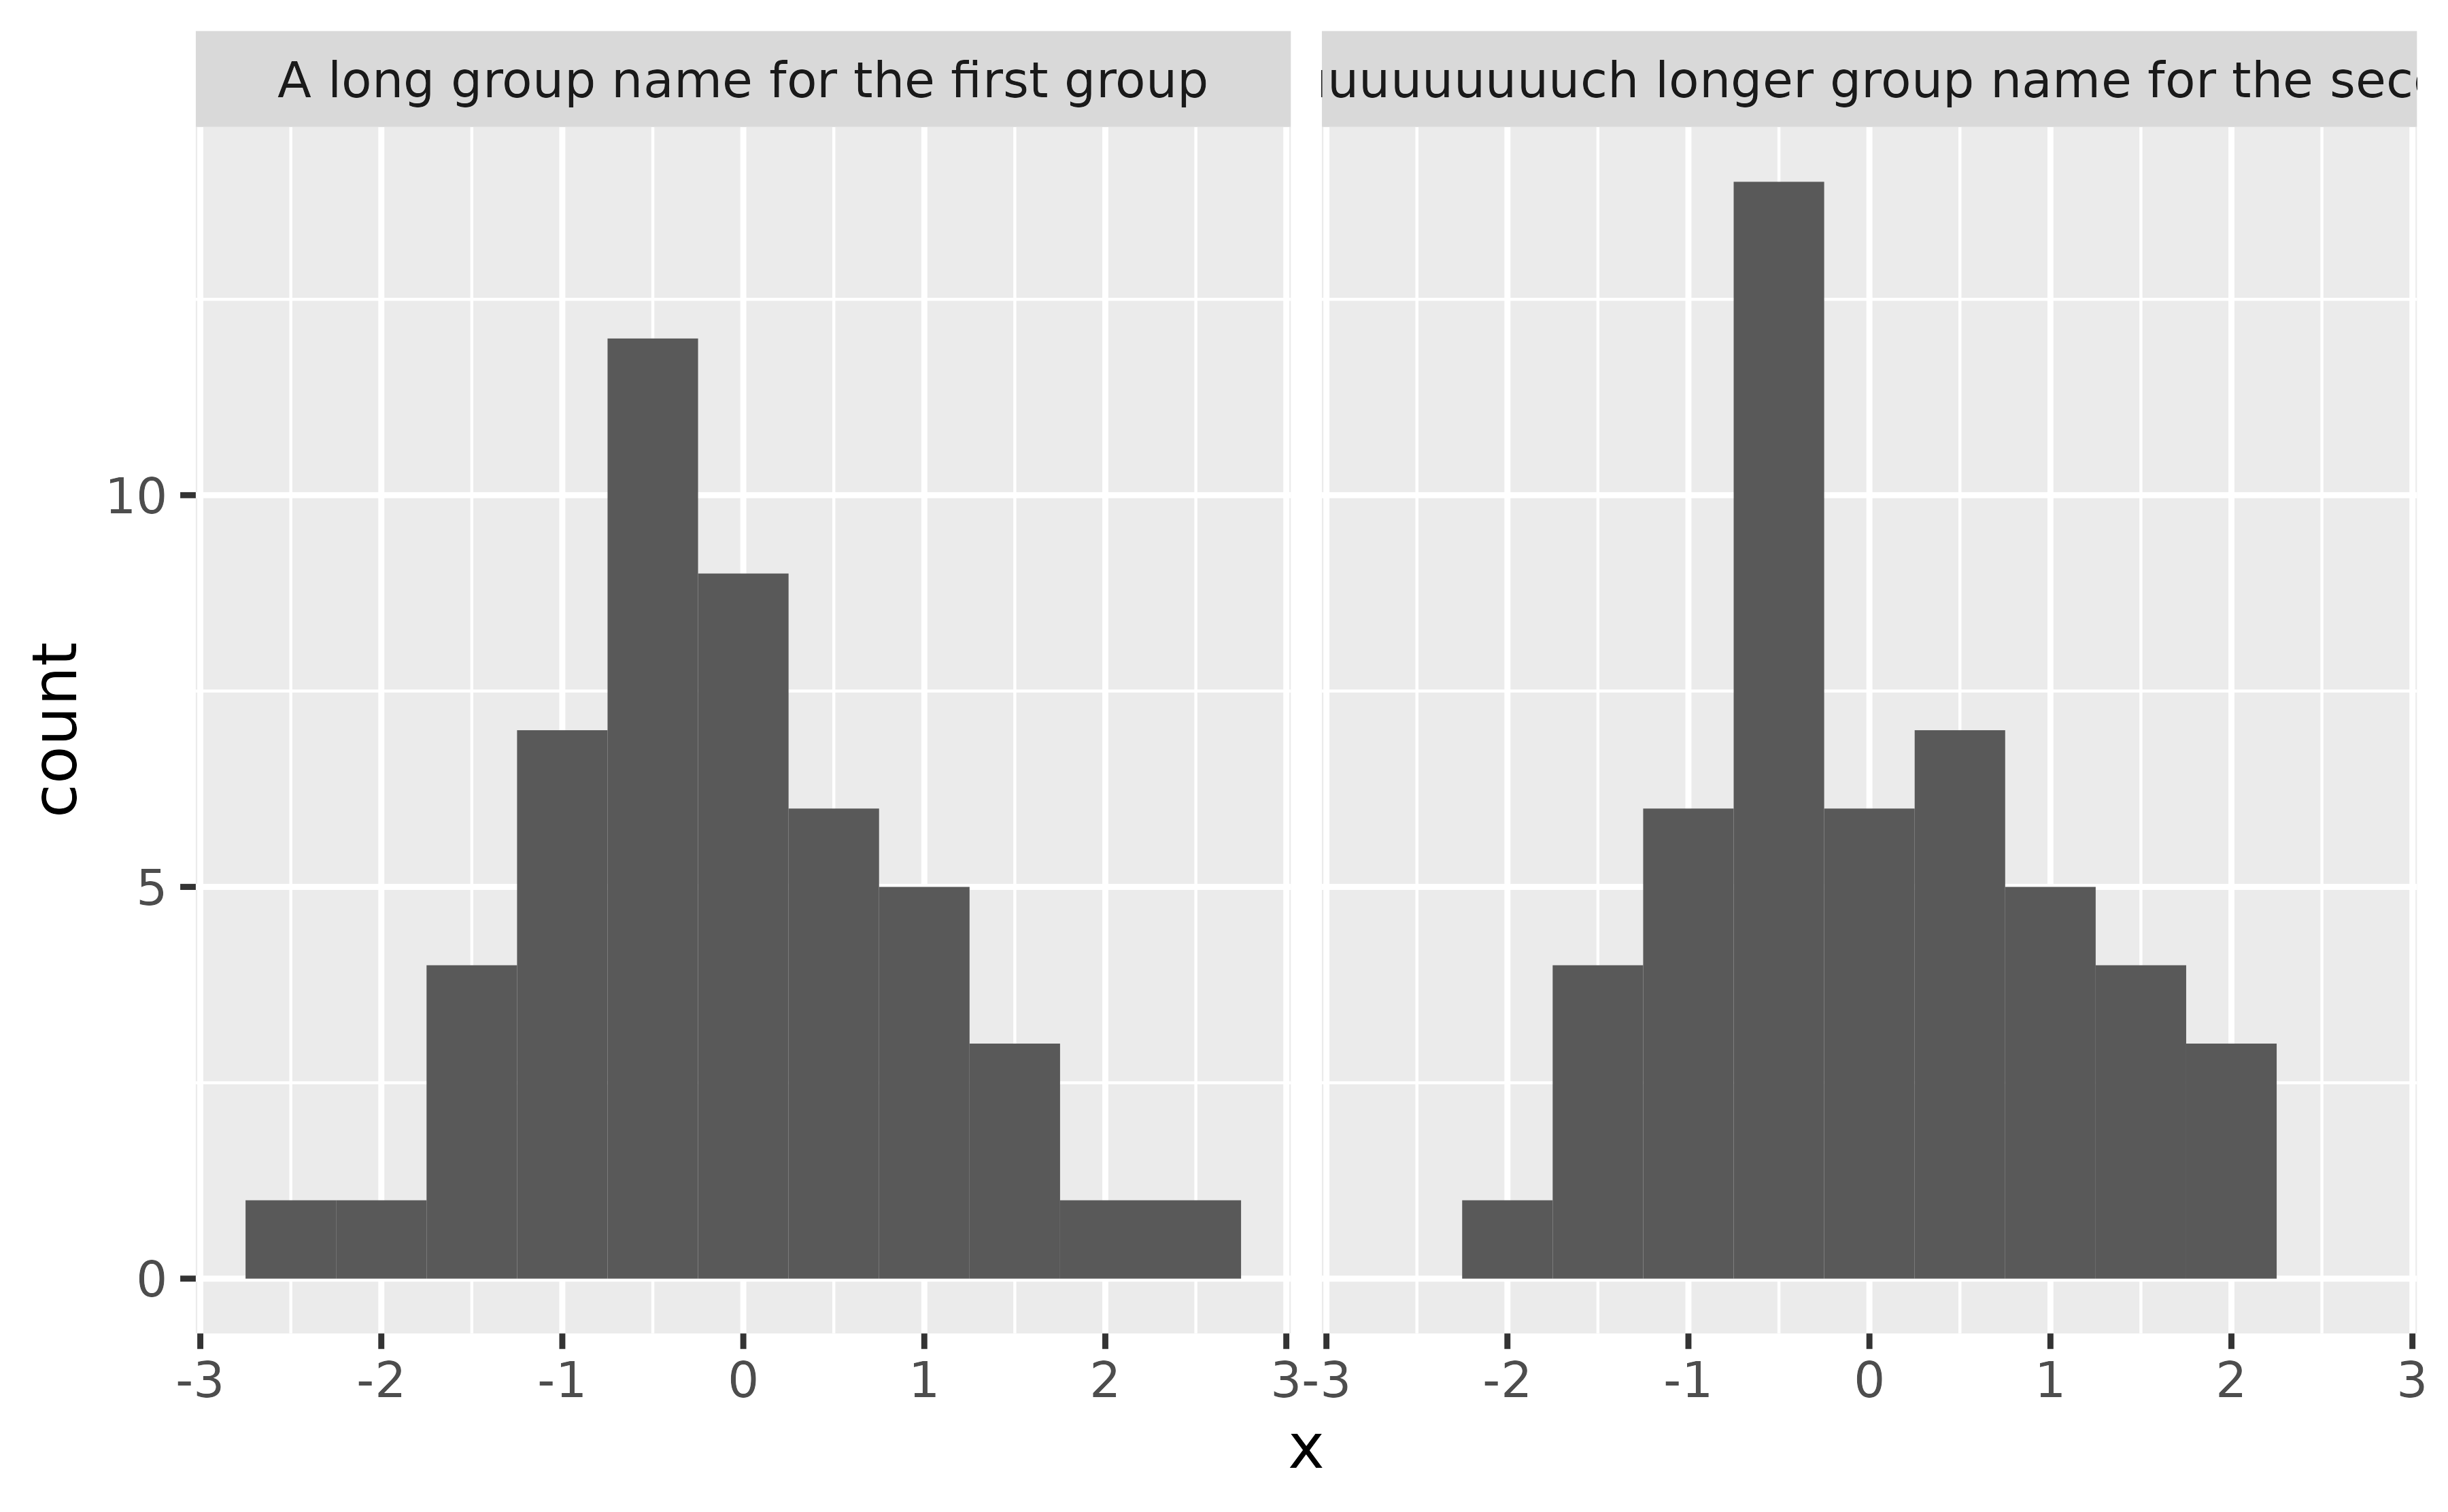 A long group name for the first group
uuuuuuuuuch longer group name for the sec
count
10
5
0
-3 -2 -1 0 1 2 3
-3 -2 -1 0 1 2 3
x